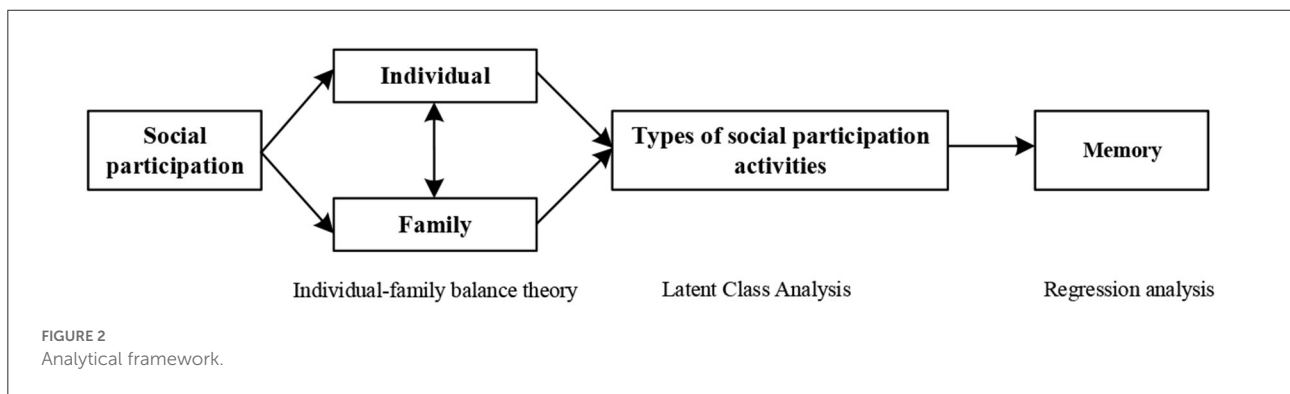 Individual
Social
participation
Family
Types of social participation
activities
Memory
Individual-family balance theory
Latent Class Analysis
Regression analysis
FIGURE 2
Analytical framework.